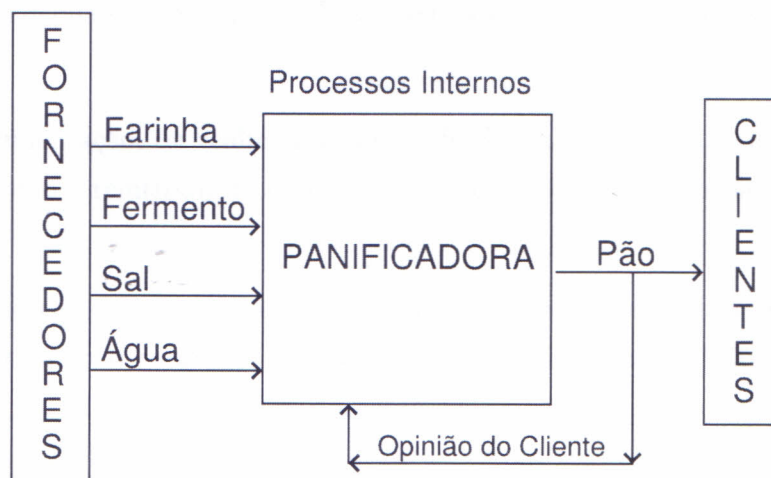 FORNECEDORES
Processos Internos
Farinha
Fermento
Sal
Água
PANIFICADORA
Pão
Opinião do Cliente
CLIENTES